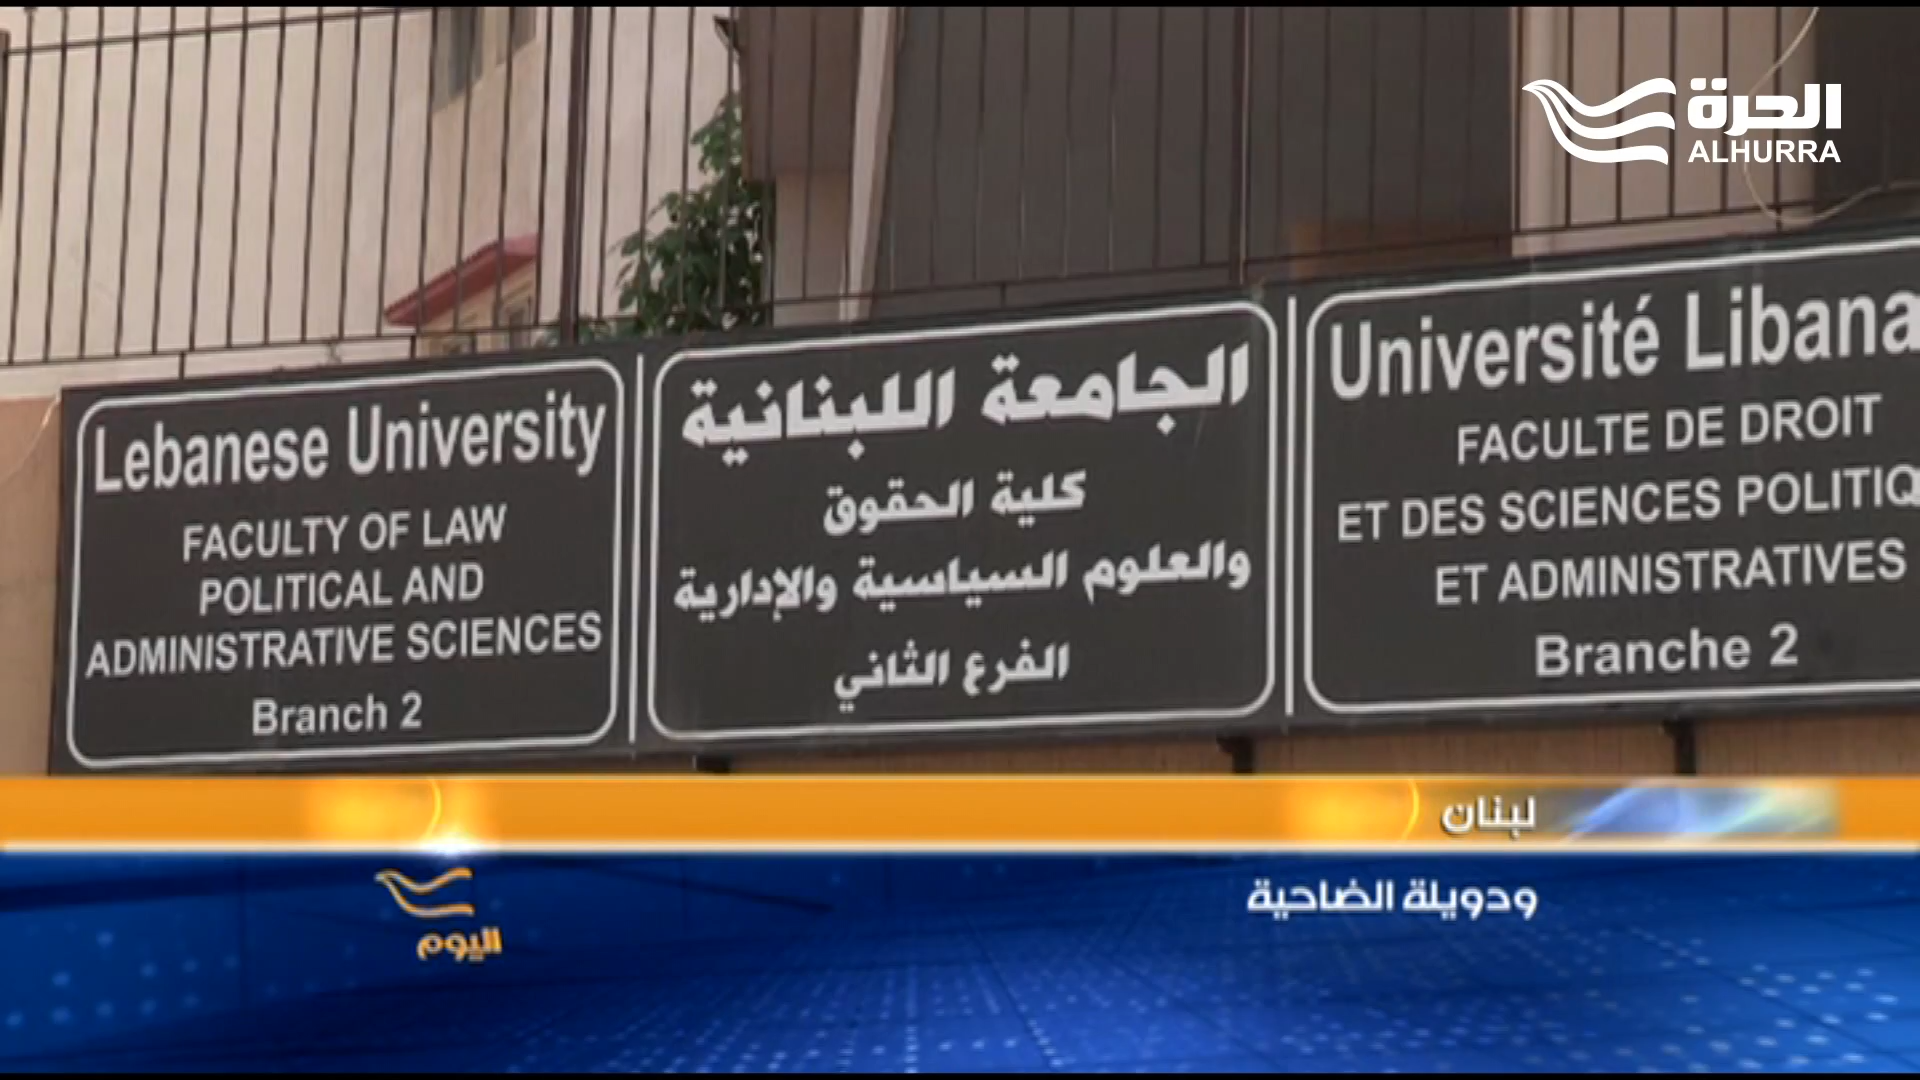 الحرة
ALHURRA
Lebanese University
FACULTY OF LAW
POLITICAL AND
ADMINISTRATIVE SCIENCES
Branch 2
الجامعة اللبنانية
كلية الحقوق
والعلوم السياسية والإدارية
الفرع الثاني
Université Libana
FACULTE DE DROIT
ET DES SCIENCES POLITIQ
ET ADMINISTRATIVES
Branche 2
لبنان
ودويلة الضاحية
اليوم